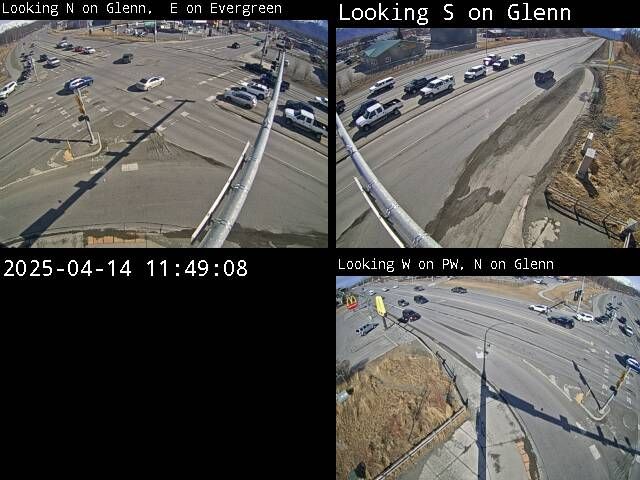 Looking N on Glenn, E on Evergreen
Looking S on Glenn
2025-04-14 11:49:08
Looking W on PW, N on Glenn